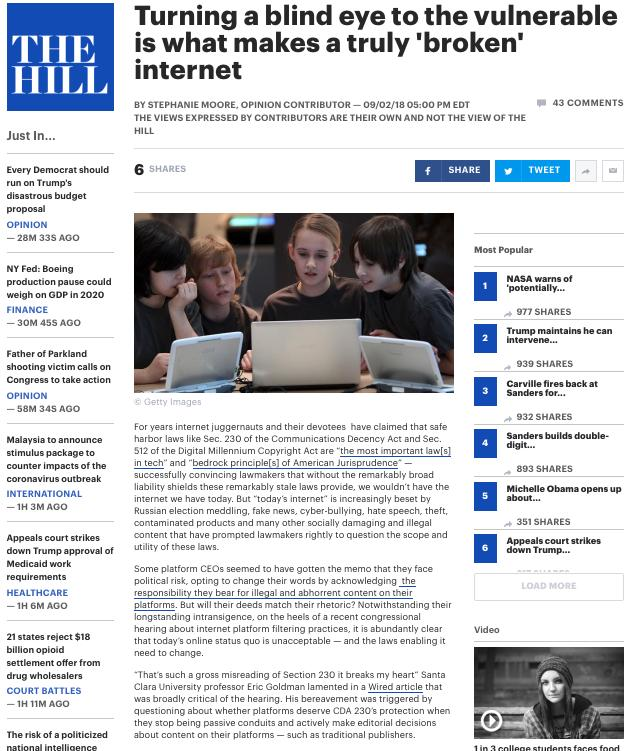 THE
HILL
Just In...
Every Democrat should
run on Trump's
disastrous budget
proposal
OPINION
— 28M 33S AGO
NY Fed: Boeing
production pause could
weigh on GDP in 2020
FINANCE
— 30M 45S AGO
Father of Parkland
shooting victim calls on
Congress to take action
OPINION
— 58M 34S AGO
Malaysia to announce
stimulus package to
counter impacts of the
coronavirus outbreak
INTERNATIONAL
— 1H 3M AGO
Appeals court strikes
down Trump approval of
Medicaid work
requirements
HEALTHCARE
— 1H 6M AGO
21 states reject $18
billion opioid
settlement offer from
drug wholesalers
COURT BATTLES
— 1H 11M AGO
The risk of a politicized
national intelligence
Turning a blind eye to the vulnerable
is what makes a truly 'broken'
internet
BY STEPHANIE MOORE, OPINION CONTRIBUTOR — 09/02/18 05:00 PM EDT
43 COMMENTS
THE VIEWS EXPRESSED BY CONTRIBUTORS ARE THEIR OWN AND NOT THE VIEW OF THE
HILL
6 SHARES
SHARE
TWEET
© Getty Images
For years internet juggernauts and their devotees have claimed that safe
harbor laws like Sec. 230 of the Communications Decency Act and Sec.
512 of the Digital Millennium Copyright Act are “the most important law[s]
in tech” and “bedrock principle[s] of American Jurisprudence” —
successfully convincing lawmakers that without the remarkably broad
liability shields these remarkably stale laws provide, we wouldn’t have the
internet we have today. But “today’s internet” is increasingly beset by
Russian election meddling, fake news, cyber-bullying, hate speech, theft,
contaminated products and many other socially damaging and illegal
content that have prompted lawmakers rightly to question the scope and
utility of these laws.
Some platform CEOs seemed to have gotten the memo that they face
political risk, opting to change their words by acknowledging the
responsibility they bear for illegal and abhorrent content on their
platforms. But will their deeds match their rhetoric? Notwithstanding their
longstanding intransigence, on the heels of a recent congressional
hearing about internet platform filtering practices, it is abundantly clear
that today’s online status quo is unacceptable — and the laws enabling it
need to change.
“That’s such a gross misreading of Section 230 it breaks my heart” Santa
Clara University professor Eric Goldman lamented in a Wired article that
was broadly critical of the hearing. His bereavement was triggered by
questioning about whether platforms deserve CDA 230’s protection when
they stop being passive conduits and actively make editorial decisions
about content on their platforms — such as traditional publishers.
Most Popular
1 NASA warns of
'potentially...
977 SHARES
2 Trump maintains he can
intervene...
939 SHARES
3 Carville fires back at
Sanders for...
932 SHARES
4 Sanders builds double-
digit...
893 SHARES
5 Michelle Obama opens up
about...
351 SHARES
6 Appeals court strikes
down Trump...
LOAD MORE
Video
1 in 3 college students faces food